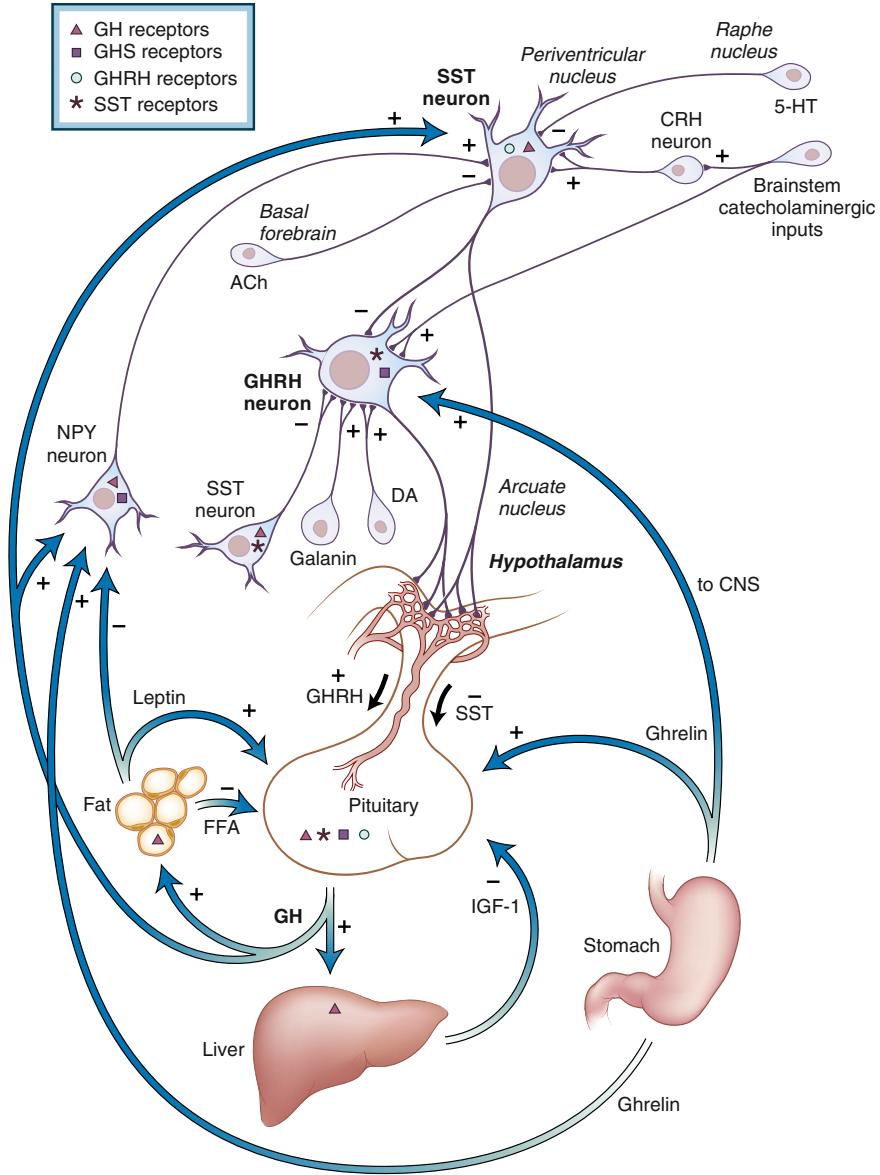 GH receptors
GHS receptors
GHRH receptors
SST receptors
Raphe
nucleus
Periventricular
nucleus
SST
neuron
5-HT
CRH
neuron
Brainstem
catecholaminergic
inputs
+
+
−
−
+
+
Basal
forebrain
ACh
−
+
GHRH
neuron
−
+
+
+
NPY
neuron
SST
neuron
Galanin
DA
Arcuate
nucleus
Hypothalamus
to CNS
+
+
−
+
GHRH
−
SST
Leptin
+
Ghrelin
+
Fat
−
FFA
Pituitary
+
GH
+
−
IGF-1
Stomach
Liver
Ghrelin